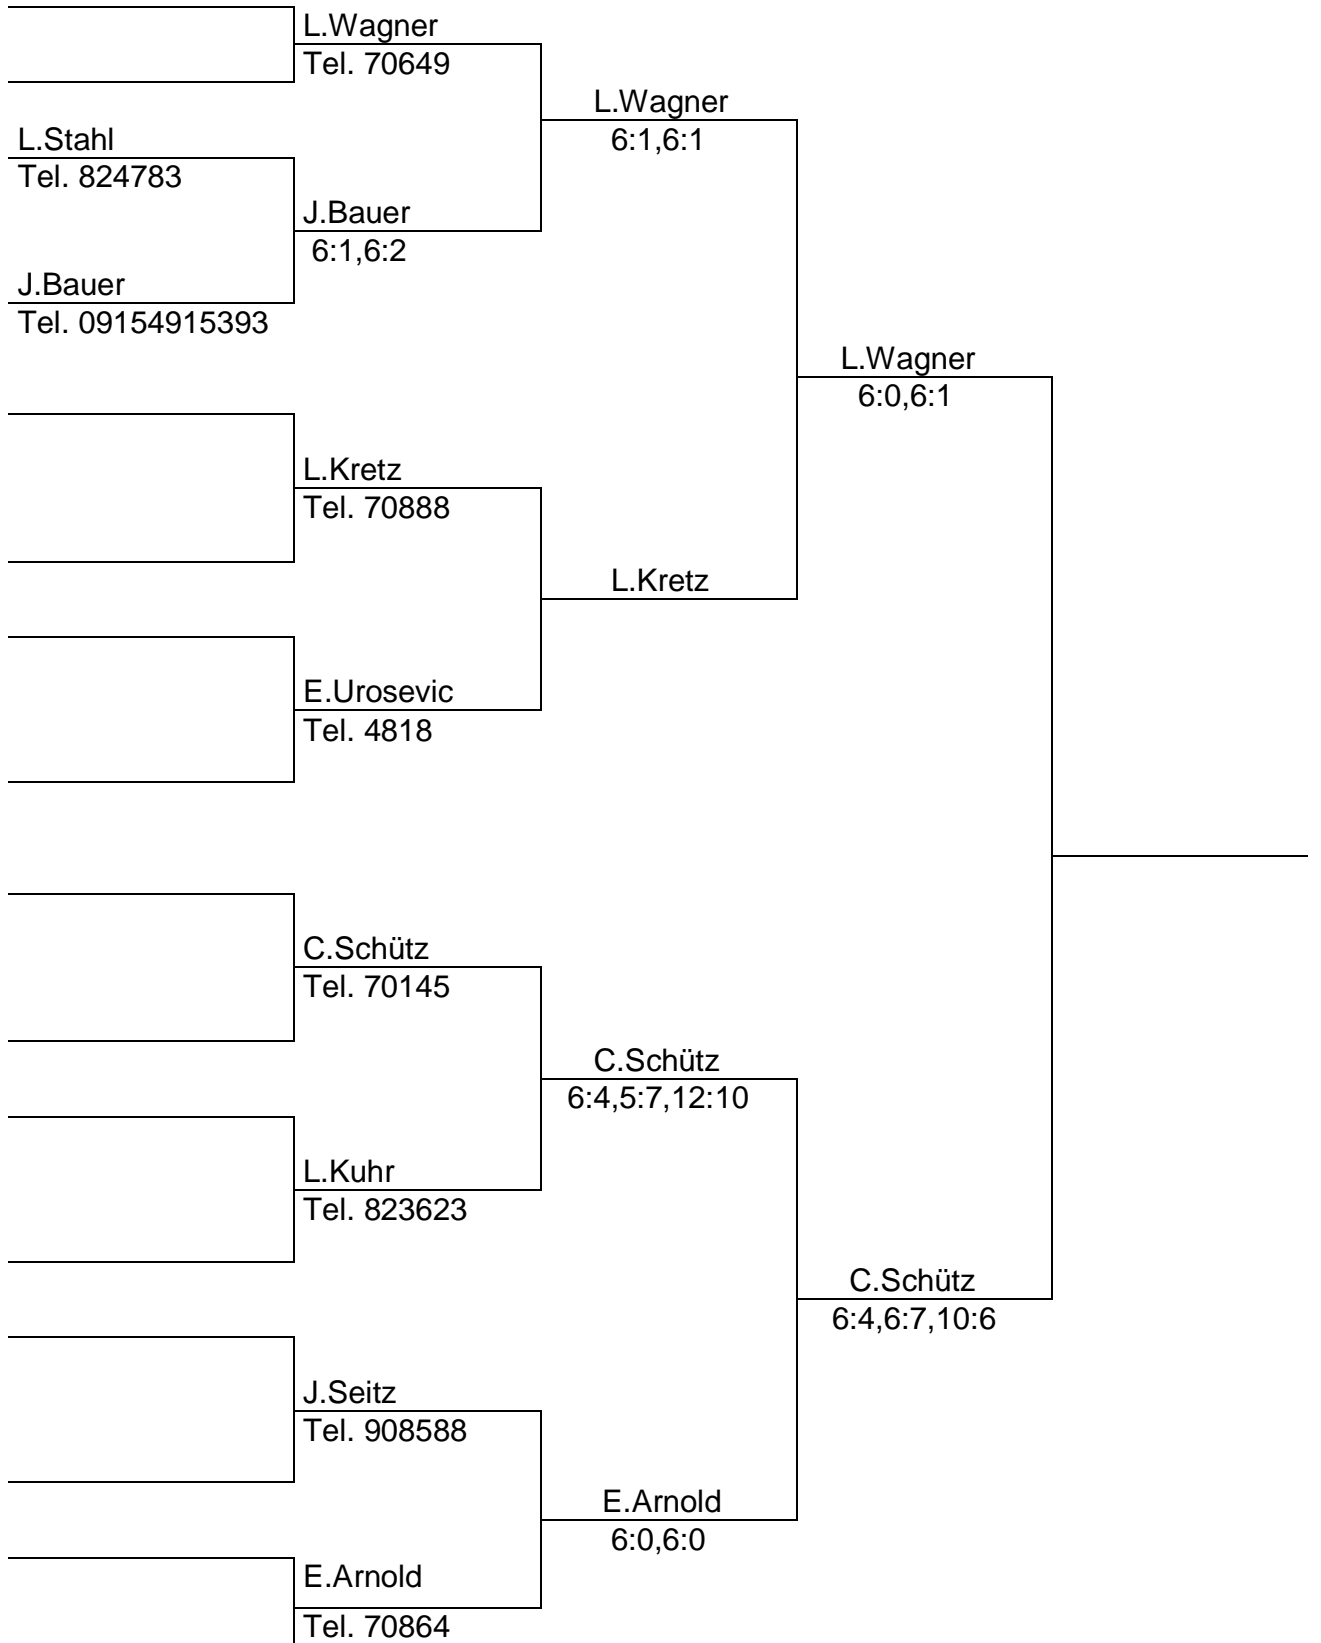 L.Wagner
Tel. 70649
L.Wagner
6:1,6:1
L.Stahl
Tel. 824783
J.Bauer
6:1,6:2
J.Bauer
Tel. 09154915393
L.Wagner
6:0,6:1
L.Kretz
Tel. 70888
L.Kretz
E.Urosevic
Tel. 4818
C.Schütz
Tel. 70145
C.Schütz
6:4,5:7,12:10
L.Kuhr
Tel. 823623
C.Schütz
6:4,6:7,10:6
J.Seitz
Tel. 908588
E.Arnold
6:0,6:0
E.Arnold
Tel. 70864